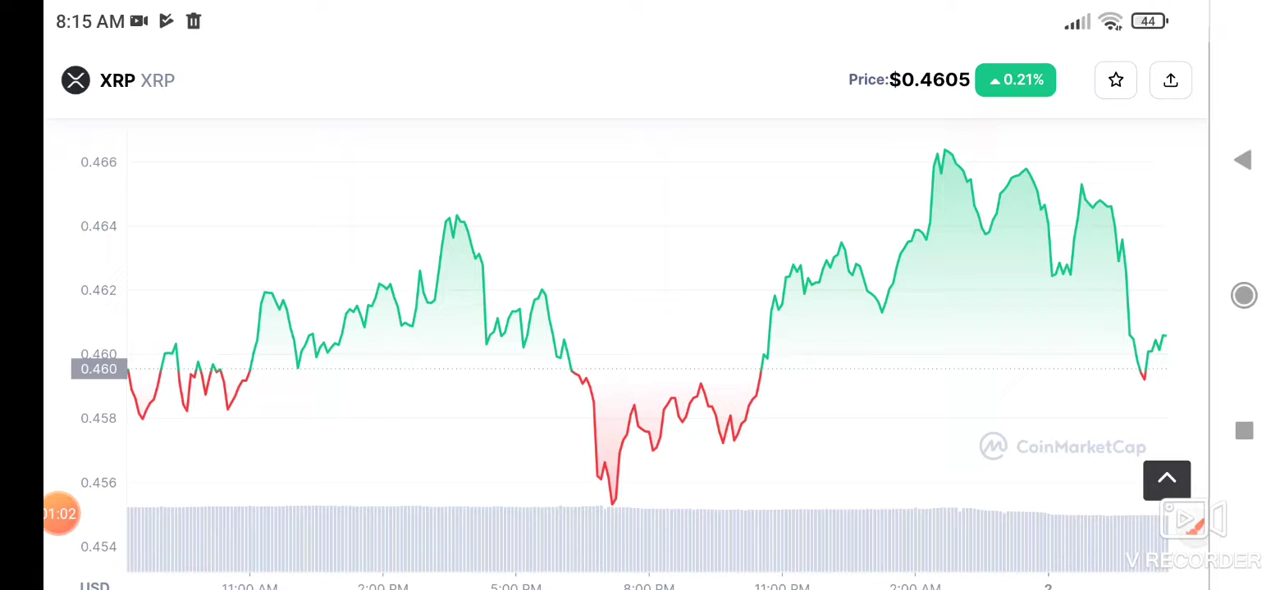 8:15 AM 44
XRP XRP Price:$0.4605 0.21%
0.466
0.464
0.462
0.460
0.460
0.458
CoinMarketCap
0.456
01:02
0.454
V RECORDER
USD 11:00 AM 2:00 PM 5:00 PM 8:00 PM 11:00 PM 2:00 AM 2